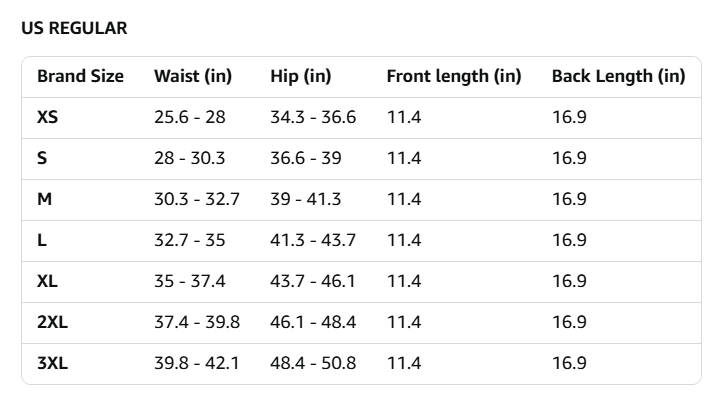 US REGULAR
Brand Size Waist (in) Hip (in) Front length (in) Back Length (in)
XS 25.6 - 28 34.3 - 36.6 11.4 16.9
S 28 - 30.3 36.6 - 39 11.4 16.9
M 30.3 - 32.7 39 - 41.3 11.4 16.9
L 32.7 - 35 41.3 - 43.7 11.4 16.9
XL 35 - 37.4 43.7 - 46.1 11.4 16.9
2XL 37.4 - 39.8 46.1 - 48.4 11.4 16.9
3XL 39.8 - 42.1 48.4 - 50.8 11.4 16.9